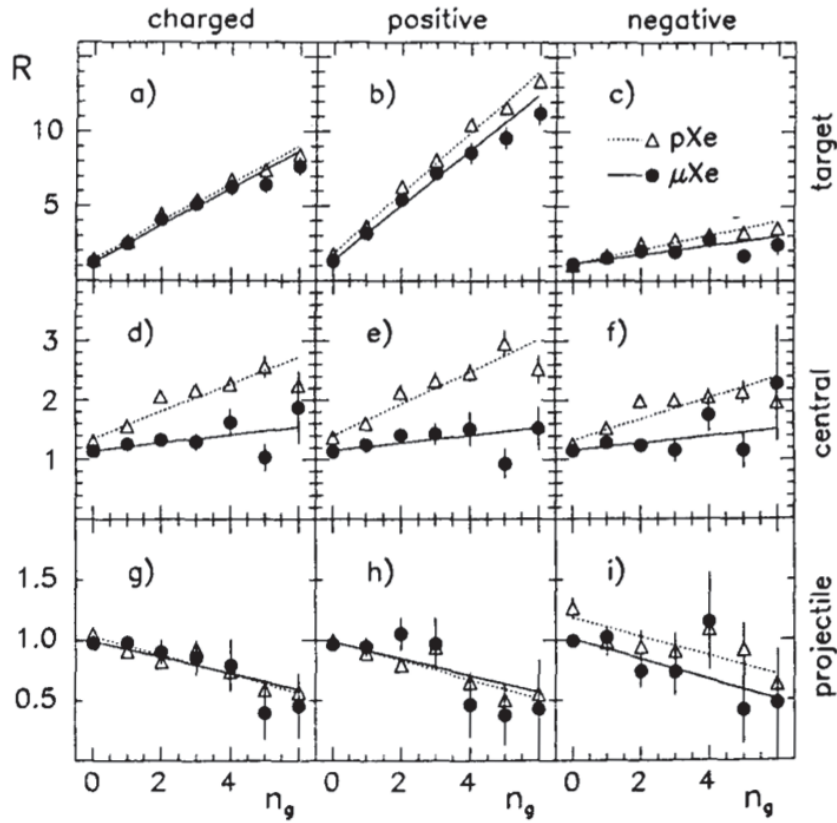 charged positive negative
R
a) b) c)
10
5
pXe
μXe
target
d) e) f)
3
2
1
central
g) h) i)
1.5
1.0
0.5
projectile
0 2 4 0 2 4 0 2 4
n_g n_g n_g